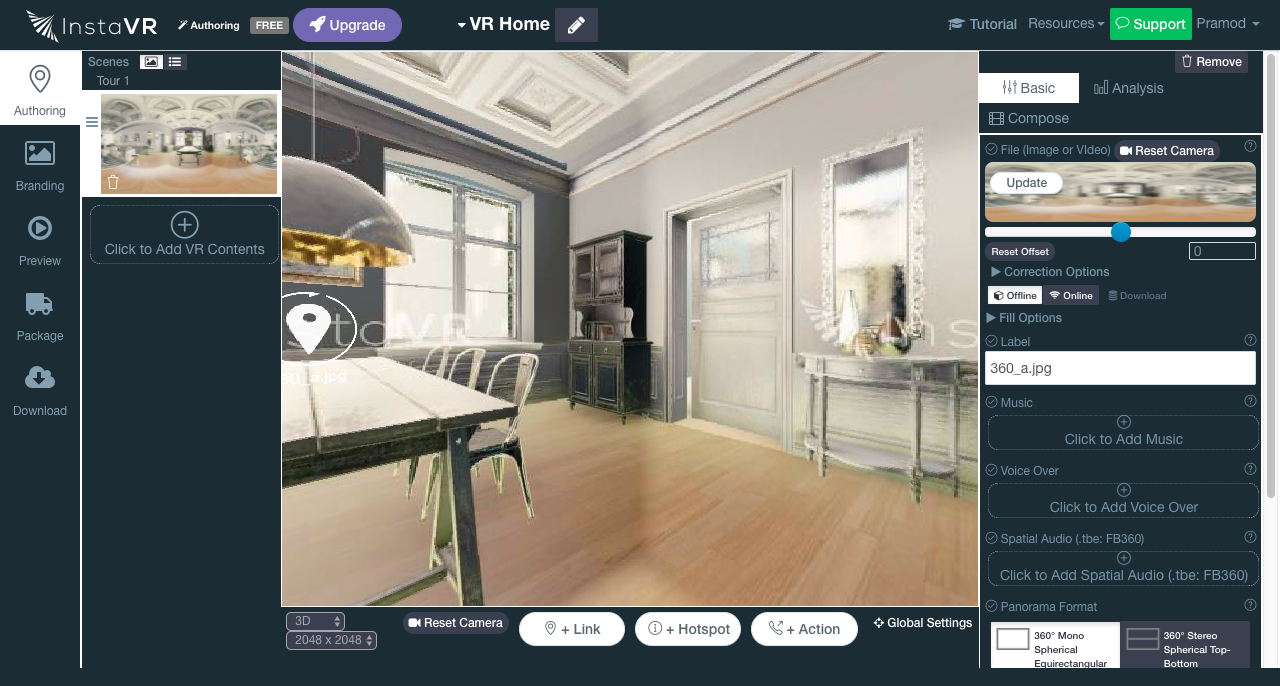 InstaVR
Authoring
FREE
Upgrade
VR Home
Tutorial
Resources
Support
Pramod
Authoring
Branding
Preview
Package
Download
Scenes
Tour 1
Click to Add VR Contents
staVR
Ins
60_a.jpg
3D
2048 x 2048
Reset Camera
+ Link
+ Hotspot
+ Action
Global Settings
Remove
Basic
Analysis
Compose
File (Image or VIdeo)
Reset Camera
Update
Reset Offset
0
Correction Options
Offline
Online
Download
Fill Options
Label
360_a.jpg
Music
Click to Add Music
Voice Over
Click to Add Voice Over
Spatial Audio (.tbe: FB360)
Click to Add Spatial Audio (.tbe: FB360)
Panorama Format
360° Mono
Spherical
Equirectangular
360° Stereo
Spherical Top-
Bottom